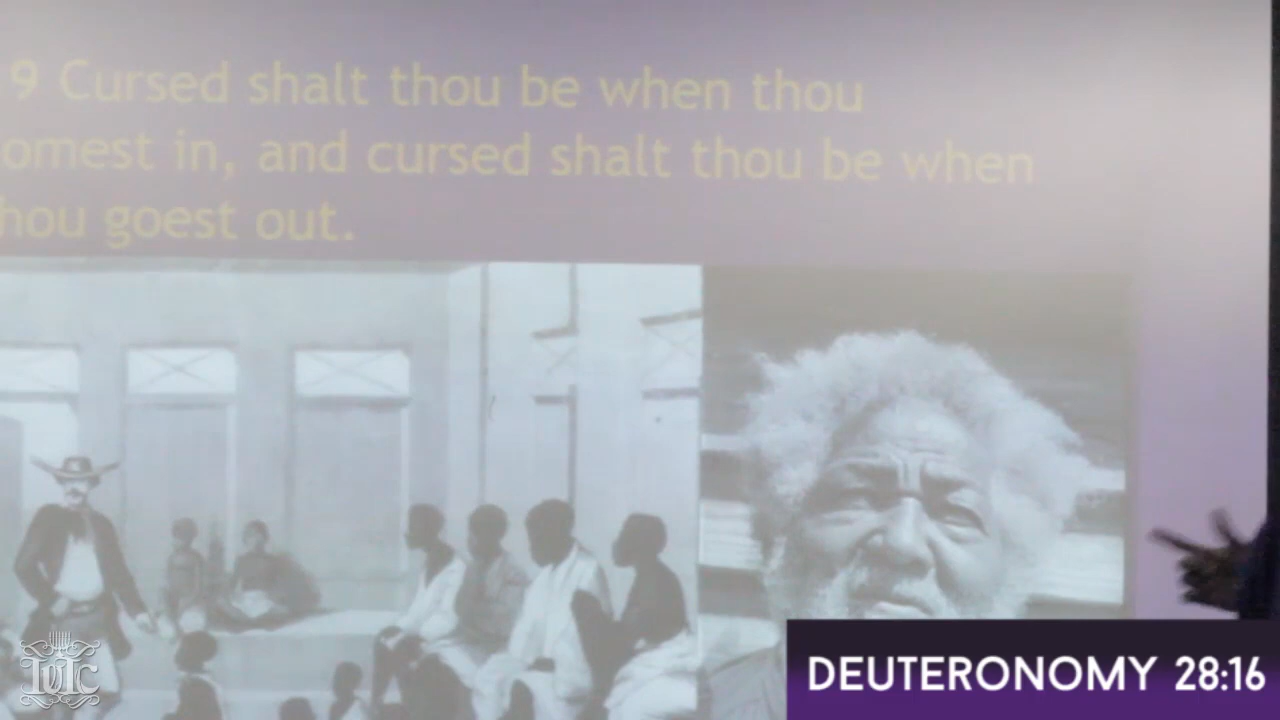 9 Cursed shalt thou be when thou
omest in, and cursed shalt thou be when
hou goest out.
DEUTERONOMY 28:16
IUIC